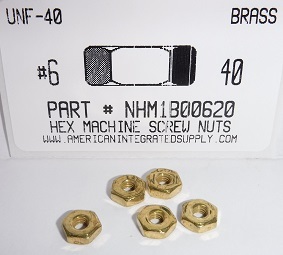 UNF-40 BRASS
#6 40
PART # NHM1B00620
HEX MACHINE SCREW NUTS
WWW.AMERICANINTEGRATEDSUPPLY.COM